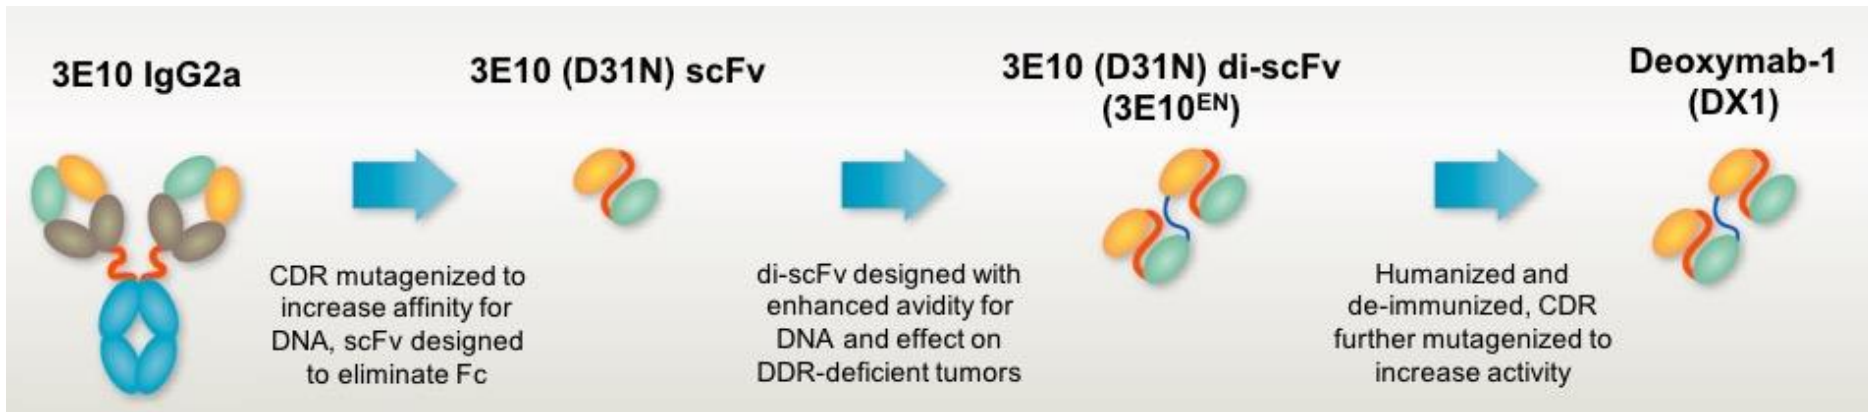 3E10 IgG2a
3E10 (D31N) scFv
3E10 (D31N) di-scFv
(3E10ᴱᴺ)
Deoxymab-1
(DX1)
CDR mutagenized to
increase affinity for
DNA, scFv designed
to eliminate Fc
di-scFv designed with
enhanced avidity for
DNA and effect on
DDR-deficient tumors
Humanized and
de-immunized, CDR
further mutagenized to
increase activity